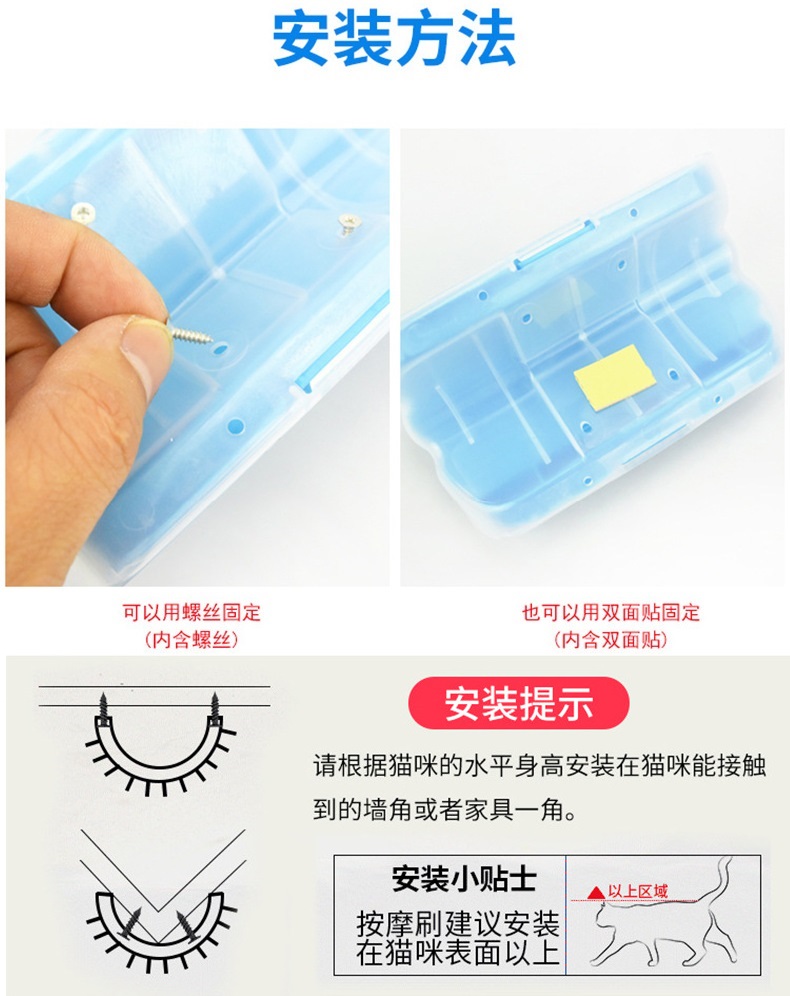 安装方法
可以用螺丝固定
（内含螺丝）
也可以用双面贴固定
（内含双面贴）
安装提示
请根据猫咪的水平身高安装在猫咪能接触
到的墙角或者家具一角。
安装小贴士
按摩刷建议安装
在猫咪表面以上
以上区域